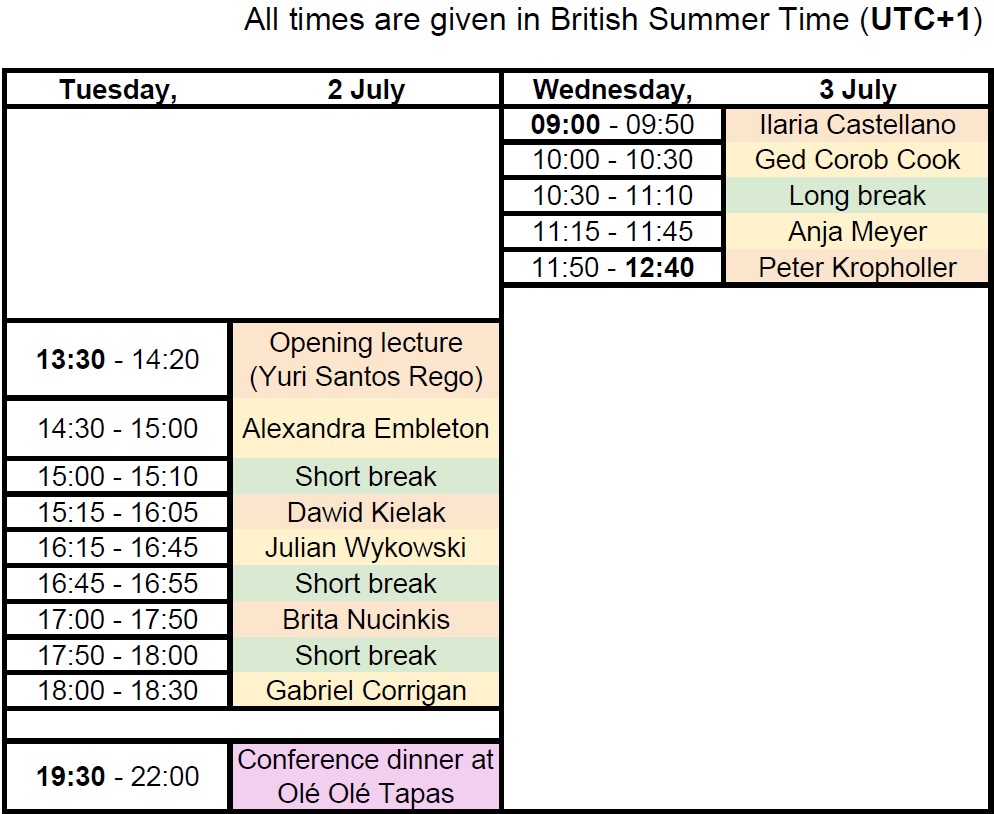 All times are given in British Summer Time (UTC+1)
Tuesday, 2 July
13:30 - 14:20 Opening lecture
(Yuri Santos Rego)
14:30 - 15:00 Alexandra Embleton
15:00 - 15:10 Short break
15:15 - 16:05 Dawid Kielak
16:15 - 16:45 Julian Wykowski
16:45 - 16:55 Short break
17:00 - 17:50 Brita Nucinkis
17:50 - 18:00 Short break
18:00 - 18:30 Gabriel Corrigan
19:30 - 22:00 Conference dinner at
Olé Olé Tapas
Wednesday, 3 July
09:00 - 09:50 Ilaria Castellano
10:00 - 10:30 Ged Corob Cook
10:30 - 11:10 Long break
11:15 - 11:45 Anja Meyer
11:50 - 12:40 Peter Kropholler